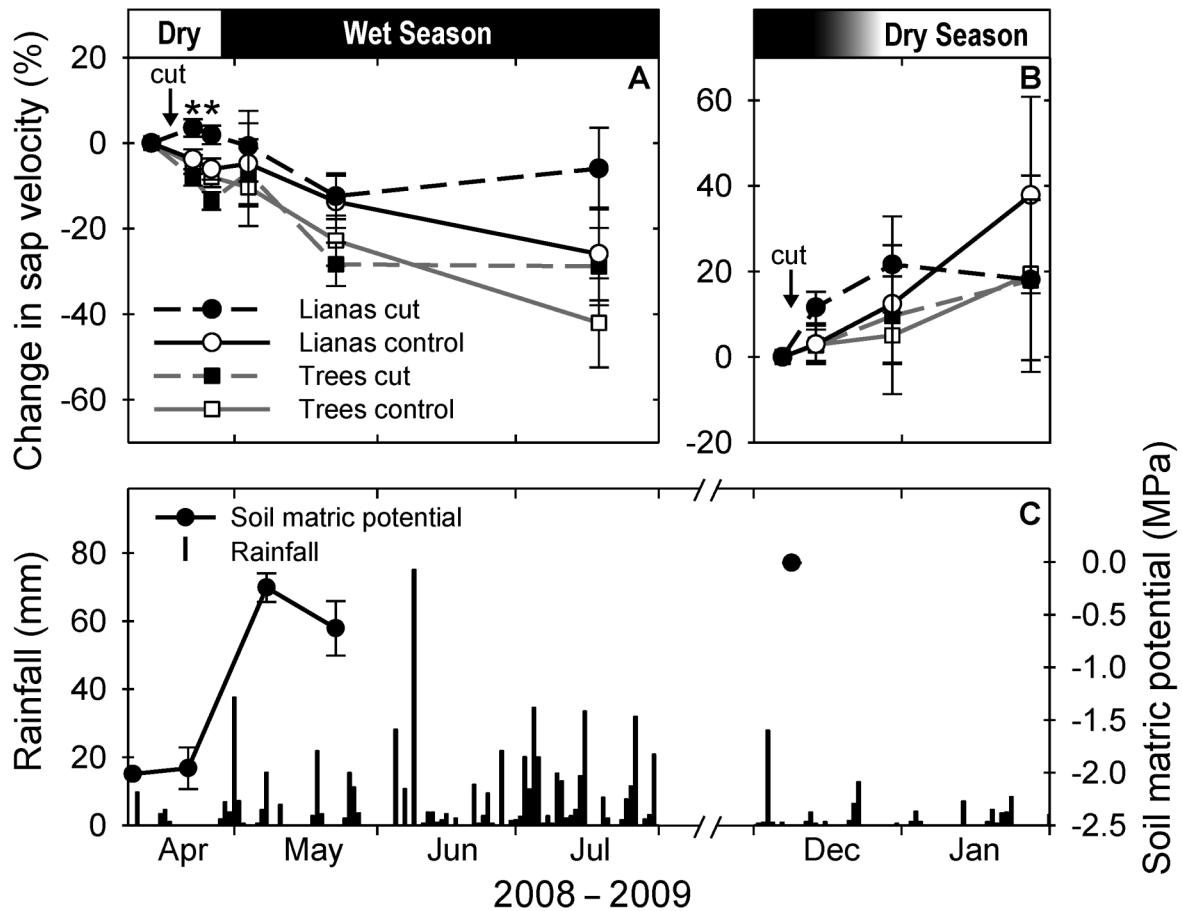 Dry Wet Season Dry Season
Change in sap velocity (%)
20
0
-20
-40
-60
cut
**
A
Lianas cut
Lianas control
Trees cut
Trees control
60
40
20
0
-20
cut
B
Rainfall (mm)
80
60
40
20
0
Soil matric potential
Rainfall
C
0.0
-0.5
-1.0
-1.5
-2.0
-2.5
Soil matric potential (MPa)
Apr May Jun Jul Dec Jan
2008 – 2009